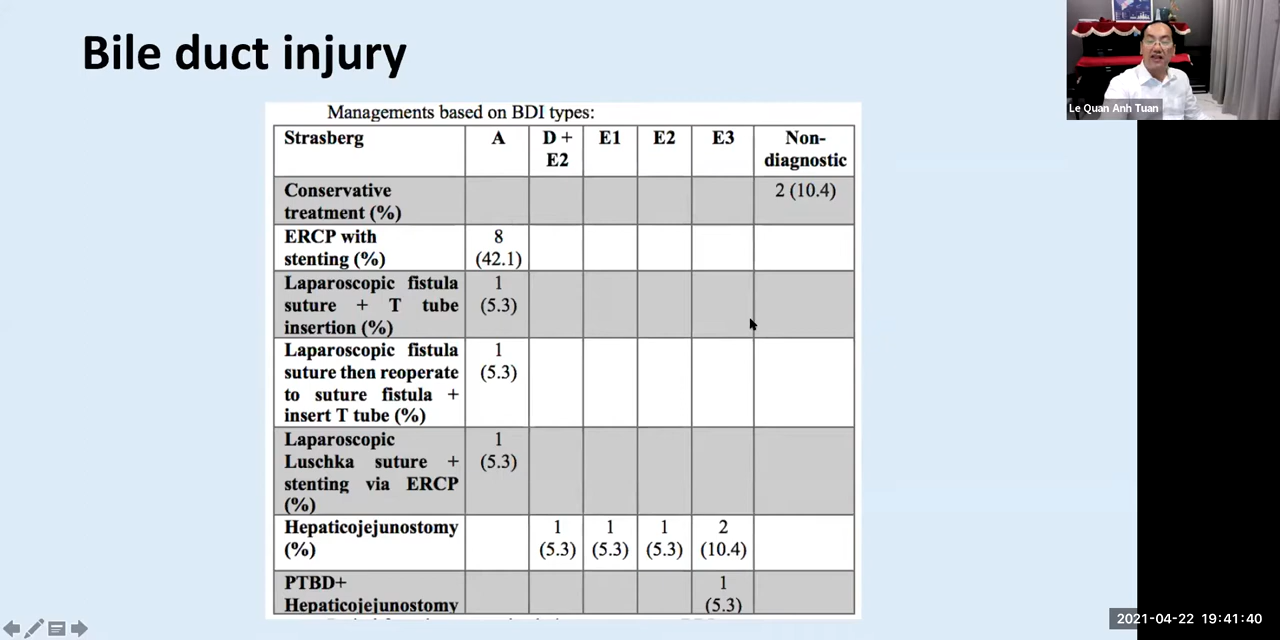 Bile duct injury
Managements based on BDI types:
Strasberg A D + E1 E2 E3 Non-
E2 diagnostic
Conservative 2 (10.4)
treatment (%)
ERCP with 8
stenting (%) (42.1)
Laparoscopic fistula 1
suture + T tube (5.3)
insertion (%)
Laparoscopic fistula 1
suture then reoperate (5.3)
to suture fistula +
insert T tube (%)
Laparoscopic 1
Luschka suture + (5.3)
stenting via ERCP
(%)
Hepaticojejunostomy 1 1 1 2
(%) (5.3) (5.3) (5.3) (10.4)
PTBD+ 1
Hepaticojejunostomy (5.3)
Le Quan Anh Tuan
2021-04-22 19:41:40